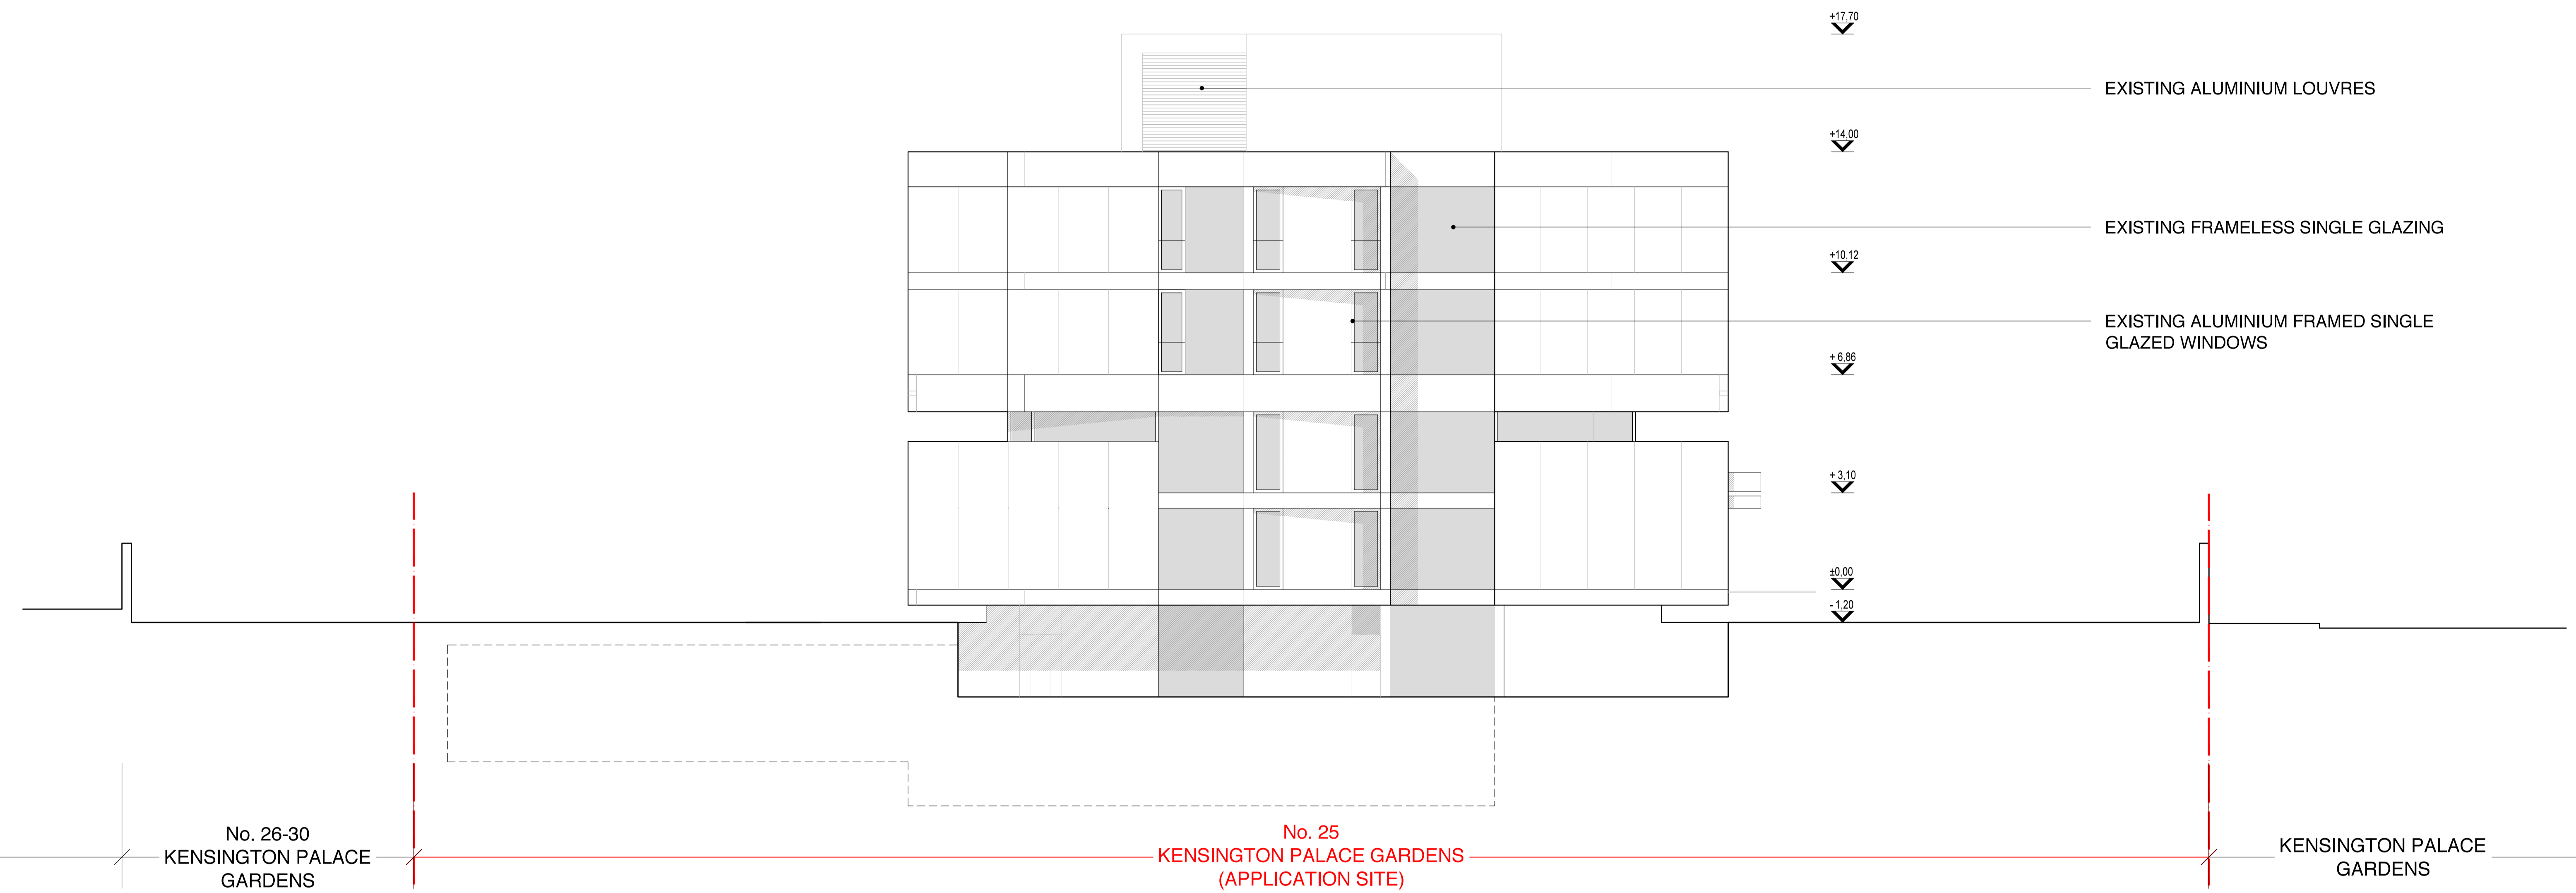 +17,70
EXISTING ALUMINIUM LOUVRES
+14,00
EXISTING FRAMELESS SINGLE GLAZING
+10,12
EXISTING ALUMINIUM FRAMED SINGLE
GLAZED WINDOWS
+ 6,86
+ 3,10
±0,00
- 1,20
No. 26-30
KENSINGTON PALACE
GARDENS
No. 25
KENSINGTON PALACE GARDENS
(APPLICATION SITE)
KENSINGTON PALACE
GARDENS